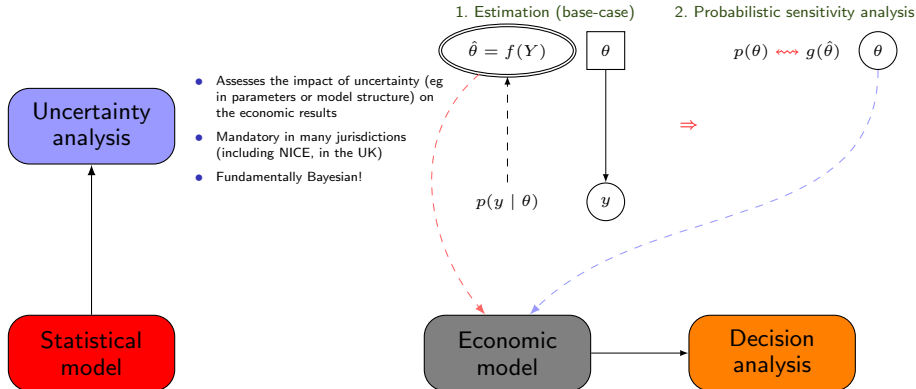 1. Estimation (base-case)
2. Probabilistic sensitivity analysis
θ̂ = f(Y)
θ
p(θ) ⟷ g(θ̂)
θ
Uncertainty
analysis
• Assesses the impact of uncertainty (eg
in parameters or model structure) on
the economic results
• Mandatory in many jurisdictions
(including NICE, in the UK)
• Fundamentally Bayesian!
⇒
p(y | θ)
y
Statistical
model
Economic
model
Decision
analysis